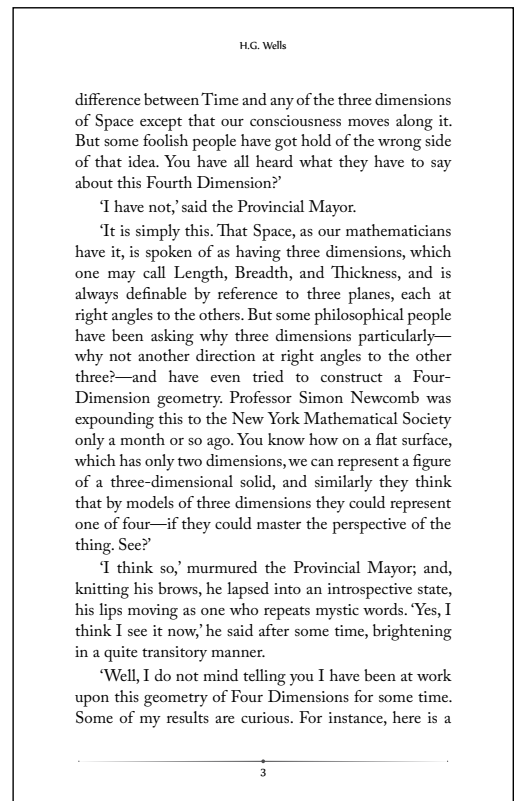 H.G. Wells
difference between Time and any of the three dimensions
of Space except that our consciousness moves along it.
But some foolish people have got hold of the wrong side
of that idea. You have all heard what they have to say
about this Fourth Dimension?’
‘I have not,’ said the Provincial Mayor.
‘It is simply this. That Space, as our mathematicians
have it, is spoken of as having three dimensions, which
one may call Length, Breadth, and Thickness, and is
always definable by reference to three planes, each at
right angles to the others. But some philosophical people
have been asking why three dimensions particularly—
why not another direction at right angles to the other
three?—and have even tried to construct a Four-
Dimension geometry. Professor Simon Newcomb was
expounding this to the New York Mathematical Society
only a month or so ago. You know how on a flat surface,
which has only two dimensions, we can represent a figure
of a three-dimensional solid, and similarly they think
that by models of three dimensions they could represent
one of four—if they could master the perspective of the
thing. See?’
‘I think so,’ murmured the Provincial Mayor; and,
knitting his brows, he lapsed into an introspective state,
his lips moving as one who repeats mystic words. ‘Yes, I
think I see it now,’ he said after some time, brightening
in a quite transitory manner.
‘Well, I do not mind telling you I have been at work
upon this geometry of Four Dimensions for some time.
Some of my results are curious. For instance, here is a
3